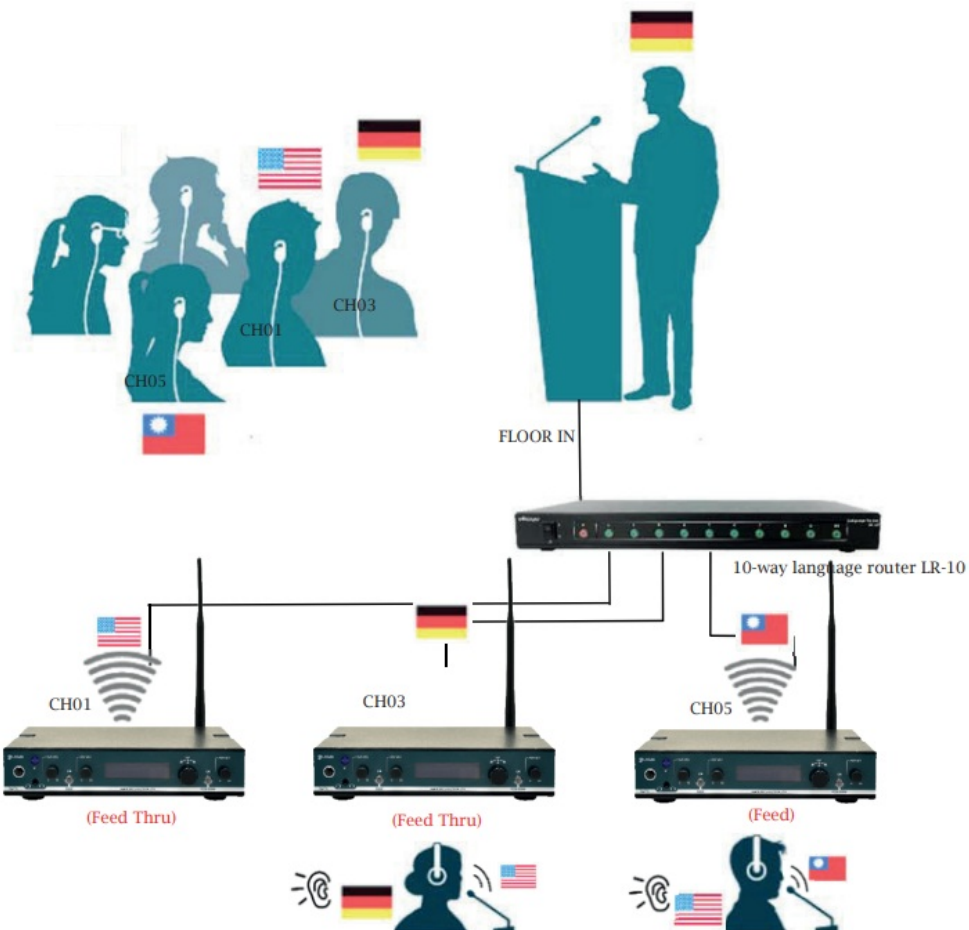 CH03
CH01
CH05
FLOOR IN
10-way language router LR-10
CH01
CH03
CH05
(Feed Thru)
(Feed Thru)
(Feed)